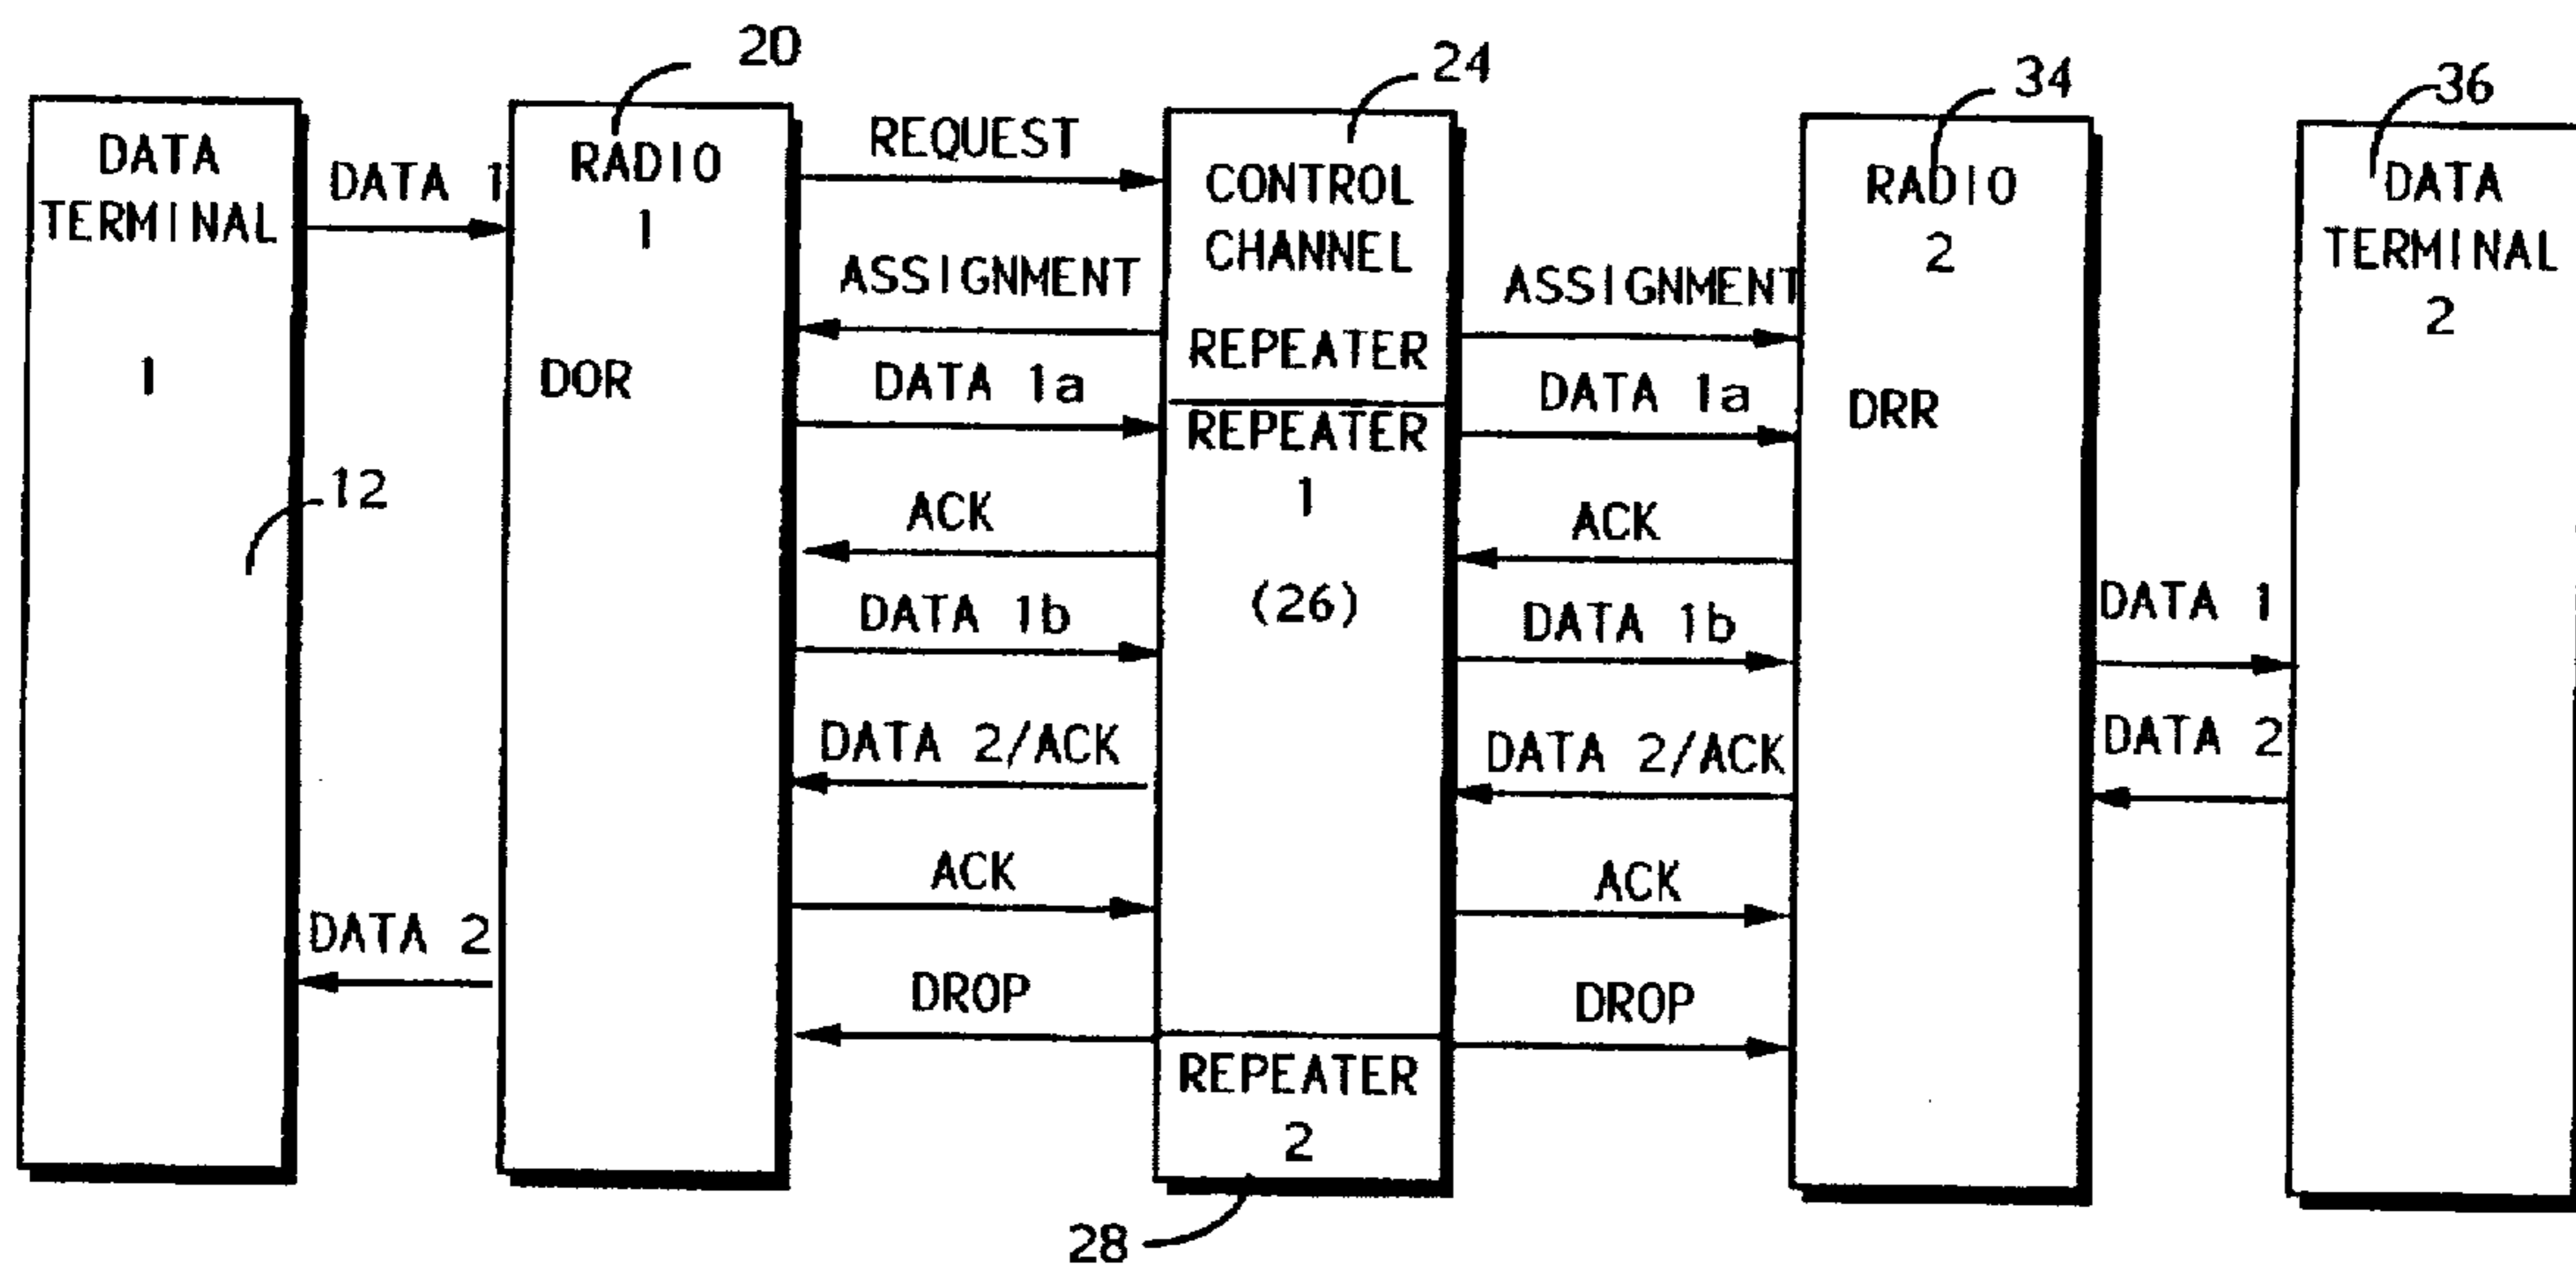 20
24
34
36
DATA
TERMINAL
1
12
DATA 1
DATA 2
RADIO
1
DOR
REQUEST
ASSIGNMENT
DATA 1a
ACK
DATA 1b
DATA 2/ACK
ACK
DROP
CONTROL
CHANNEL
REPEATER
REPEATER
1
(26)
REPEATER
2
28
ASSIGNMENT
DATA 1a
ACK
DATA 1b
DATA 2/ACK
ACK
DROP
RADIO
2
DRR
DATA 1
DATA 2
DATA
TERMINAL
2